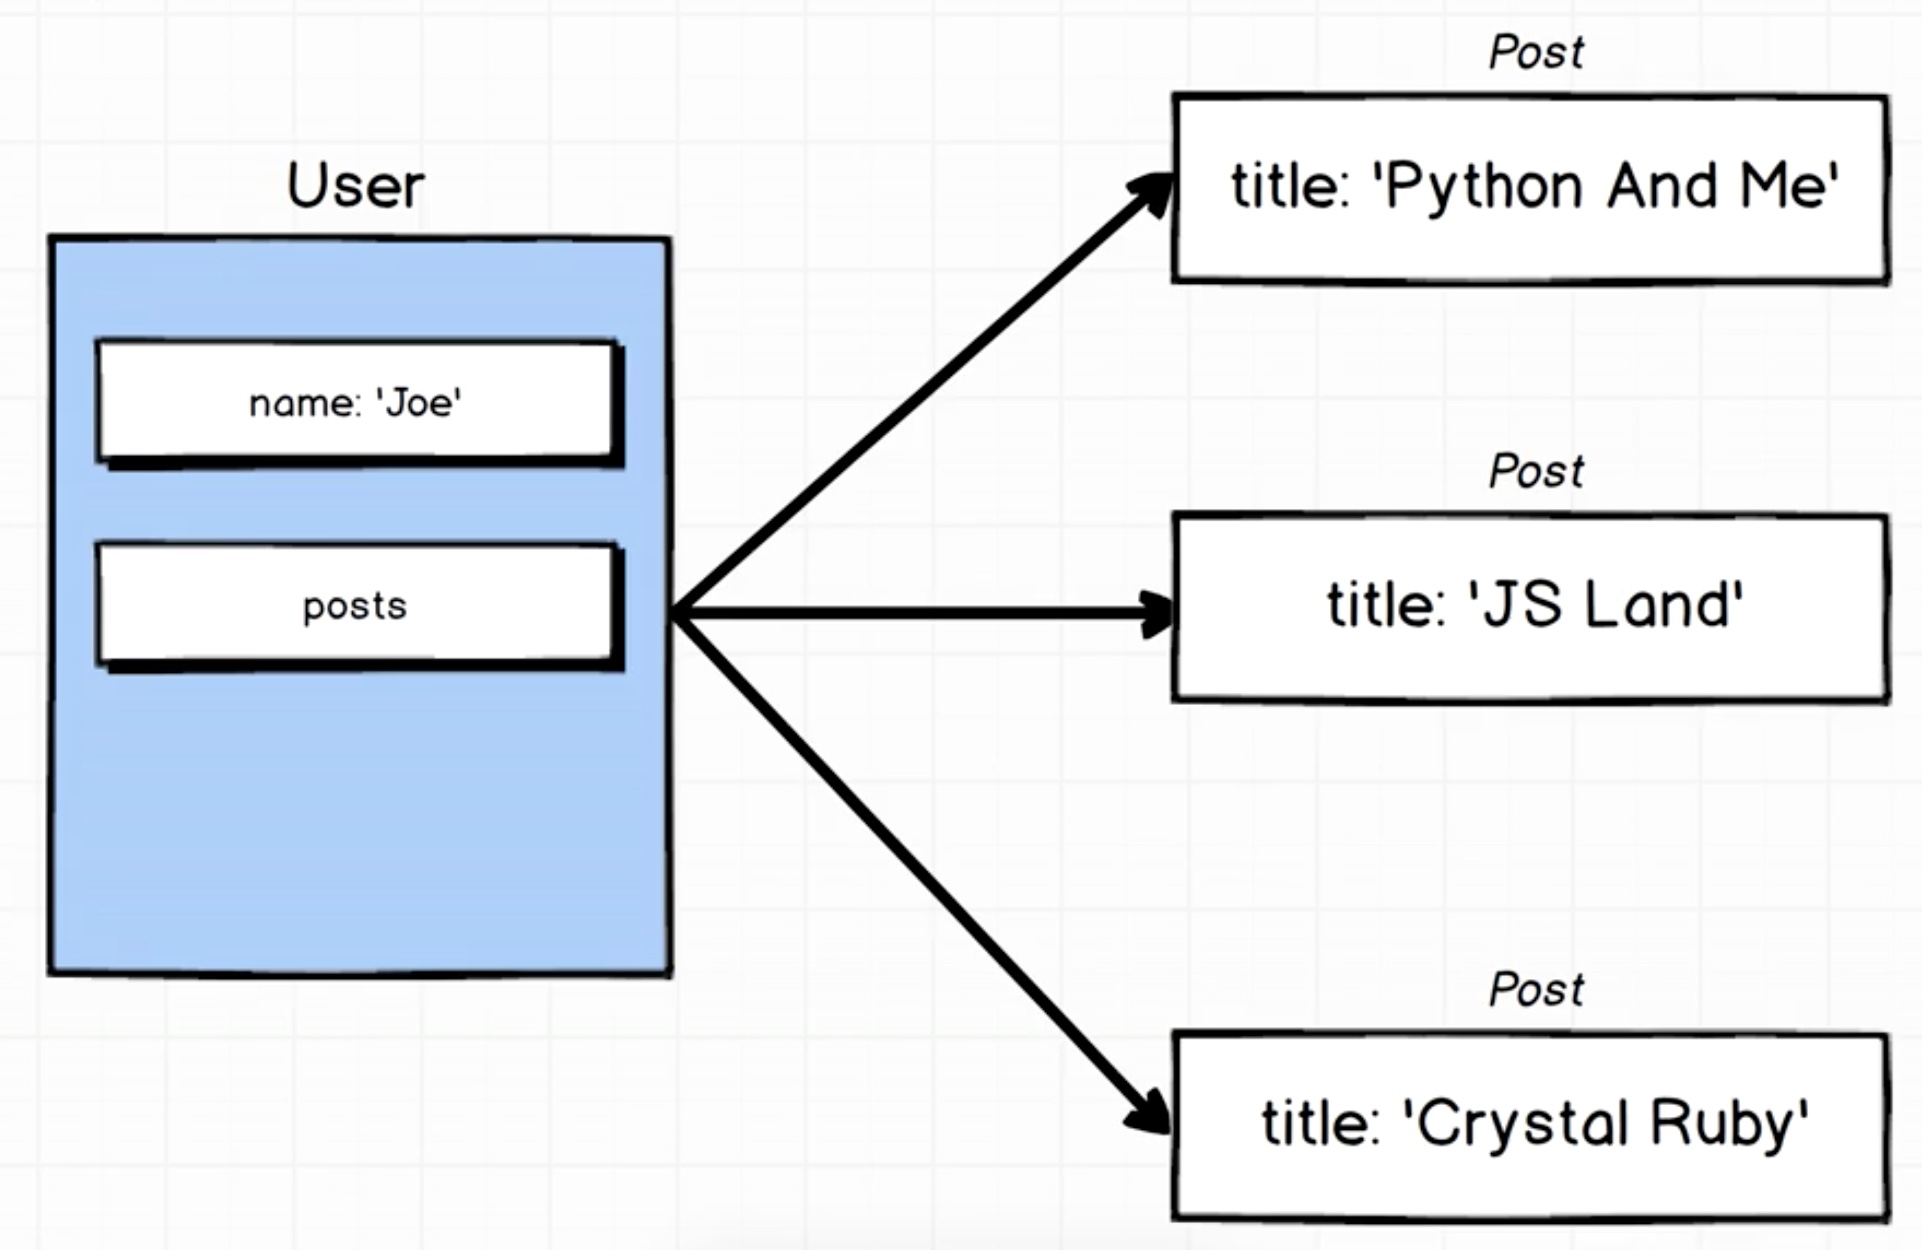 User
name: 'Joe'
posts
Post
title: 'Python And Me'
Post
title: 'JS Land'
Post
title: 'Crystal Ruby'